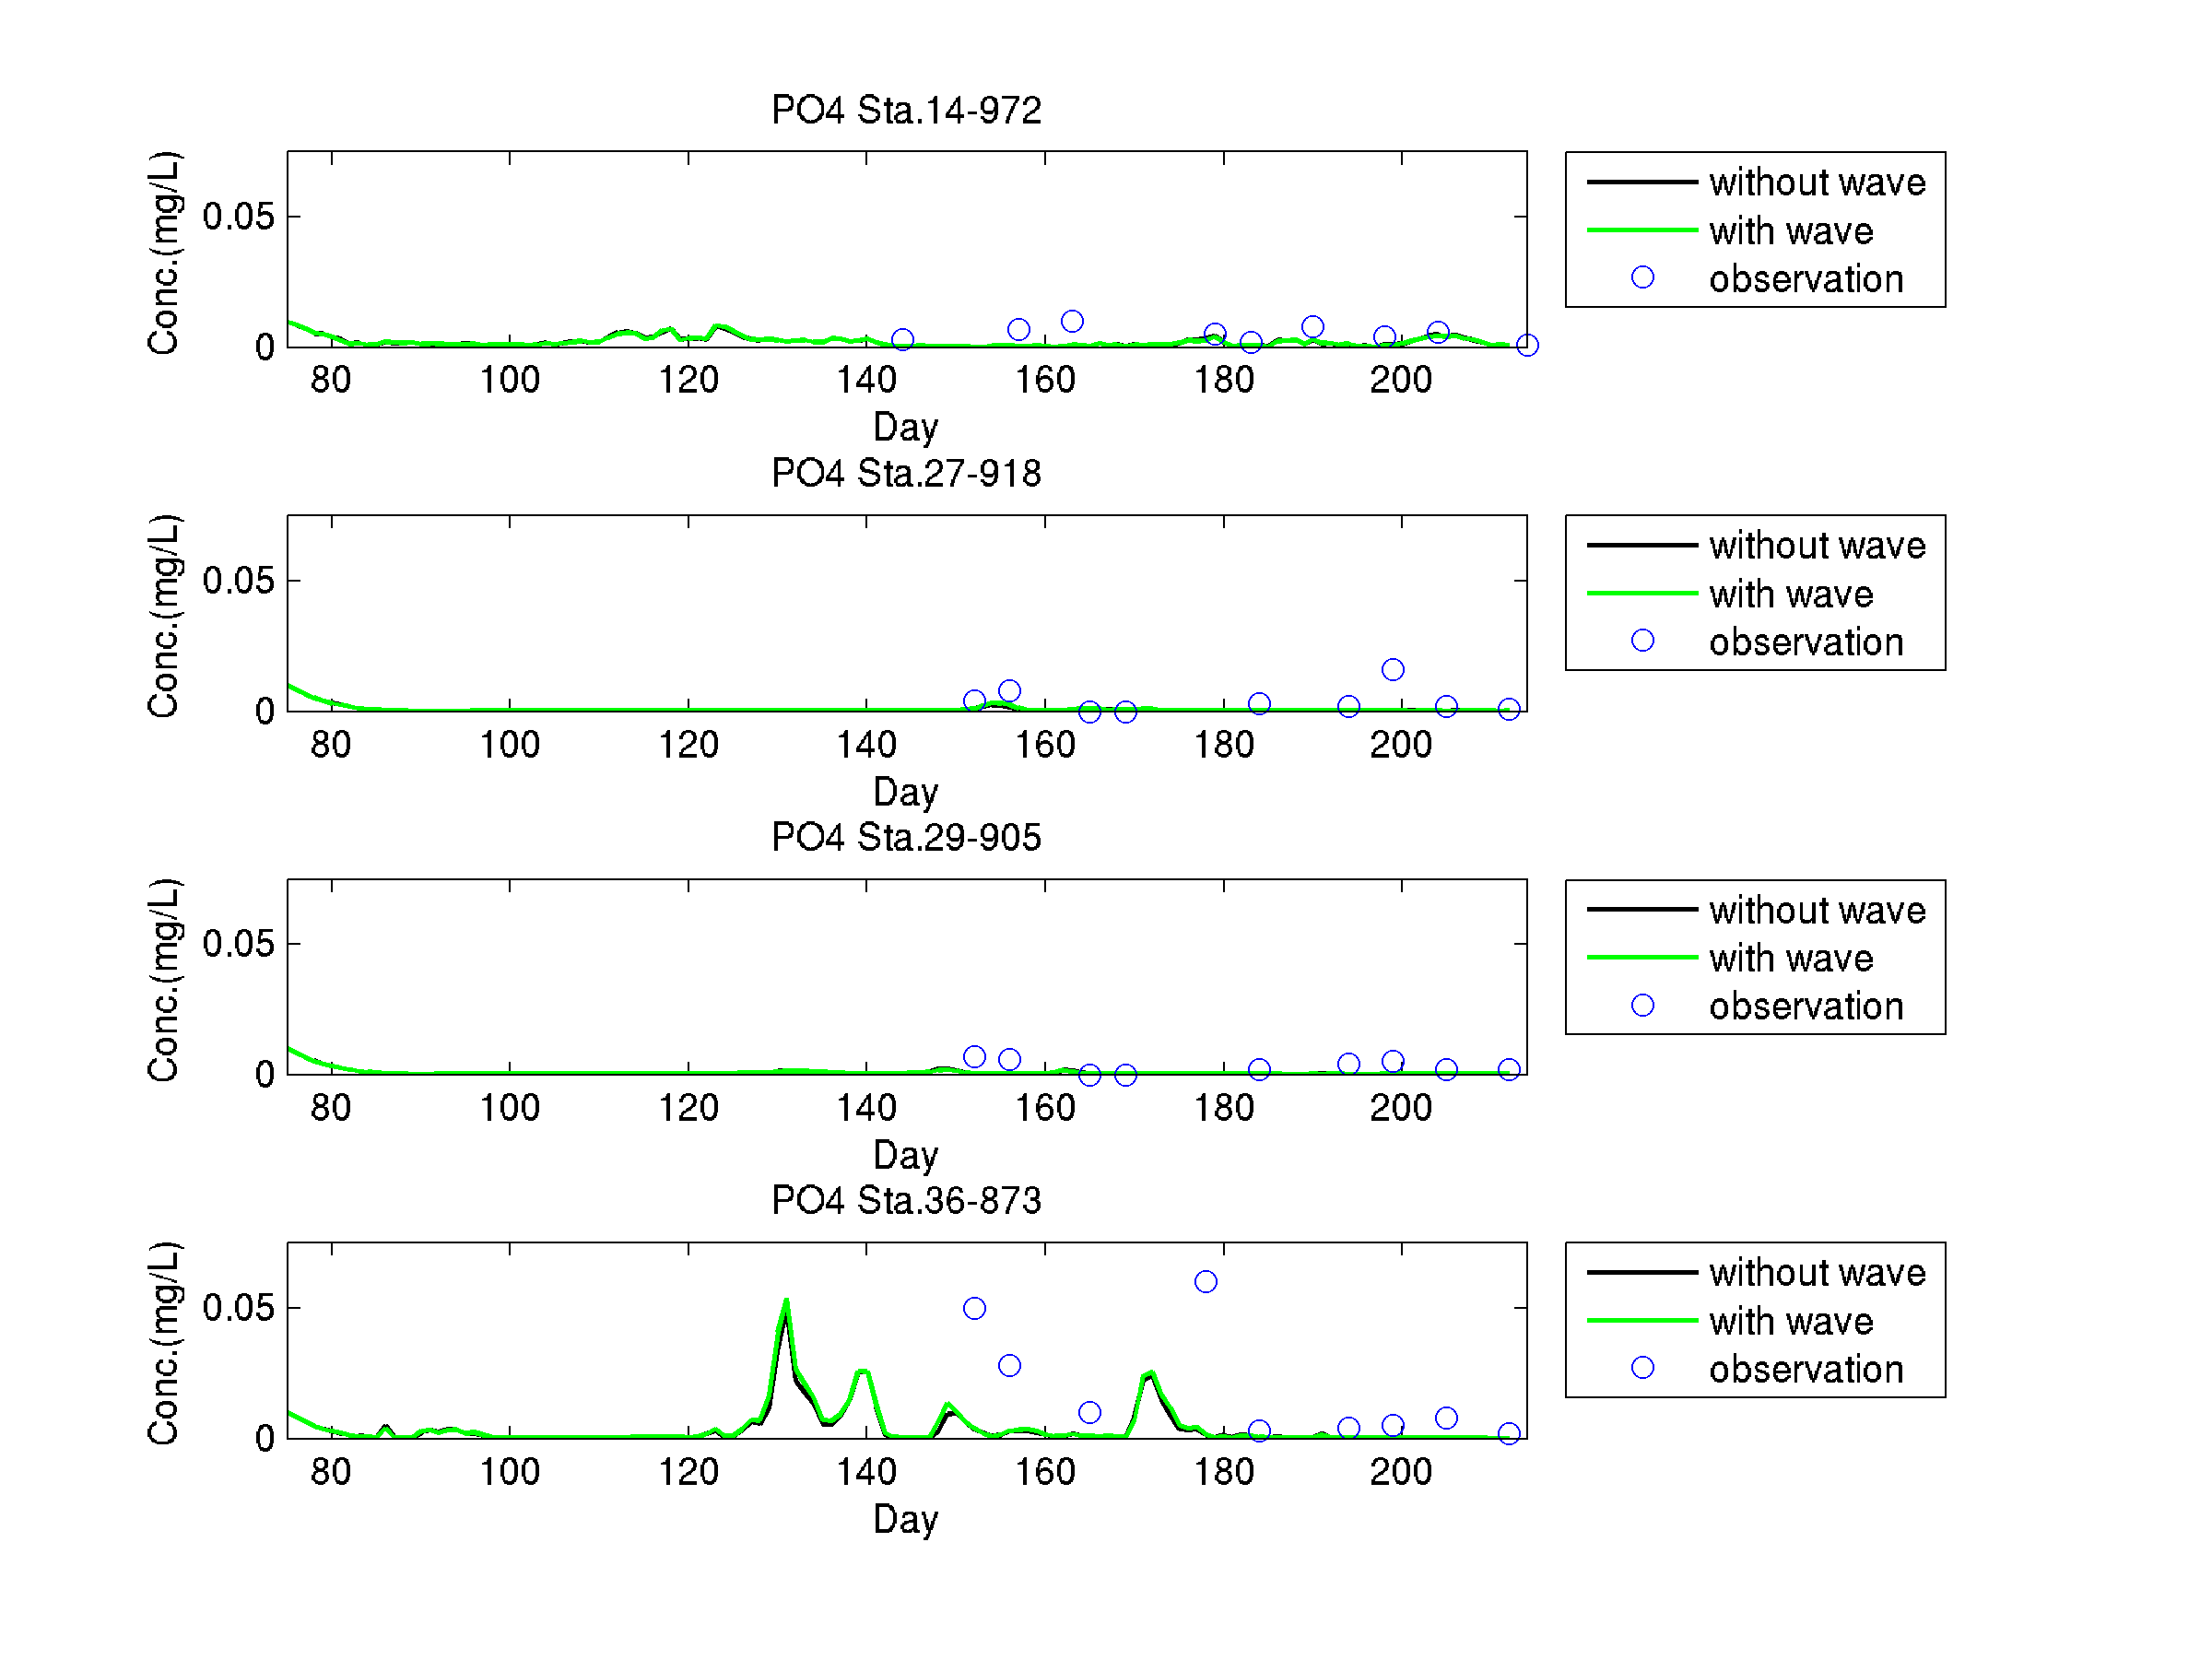 PO4 Sta.14-972
Conc.(mg/L)
0.05
0
80 100 120 140 160 180 200
Day
without wave
with wave
observation
PO4 Sta.27-918
Conc.(mg/L)
0.05
0
80 100 120 140 160 180 200
Day
without wave
with wave
observation
PO4 Sta.29-905
Conc.(mg/L)
0.05
0
80 100 120 140 160 180 200
Day
without wave
with wave
observation
PO4 Sta.36-873
Conc.(mg/L)
0.05
0
80 100 120 140 160 180 200
Day
without wave
with wave
observation